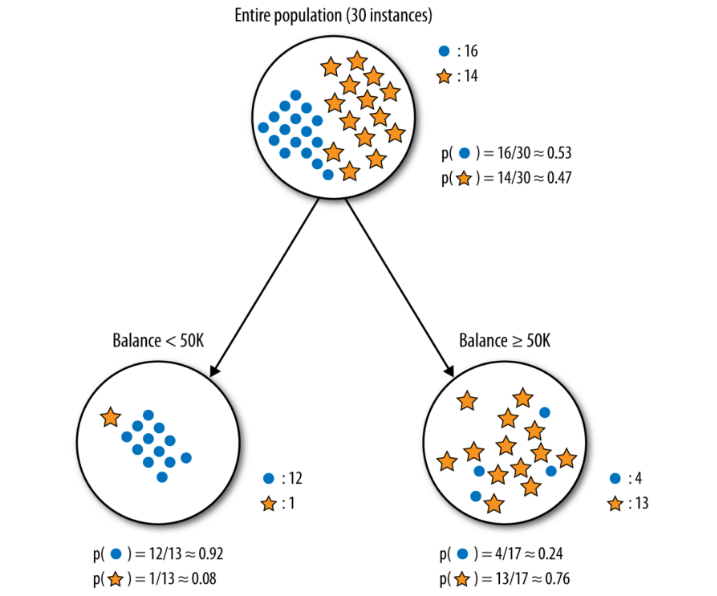 Entire population (30 instances)
: 16
: 14
p( ) = 16/30 ≈ 0.53
p( ) = 14/30 ≈ 0.47
Balance < 50K
Balance ≥ 50K
: 12
: 1
: 4
: 13
p( ) = 12/13 ≈ 0.92
p( ) = 1/13 ≈ 0.08
p( ) = 4/17 ≈ 0.24
p( ) = 13/17 ≈ 0.76